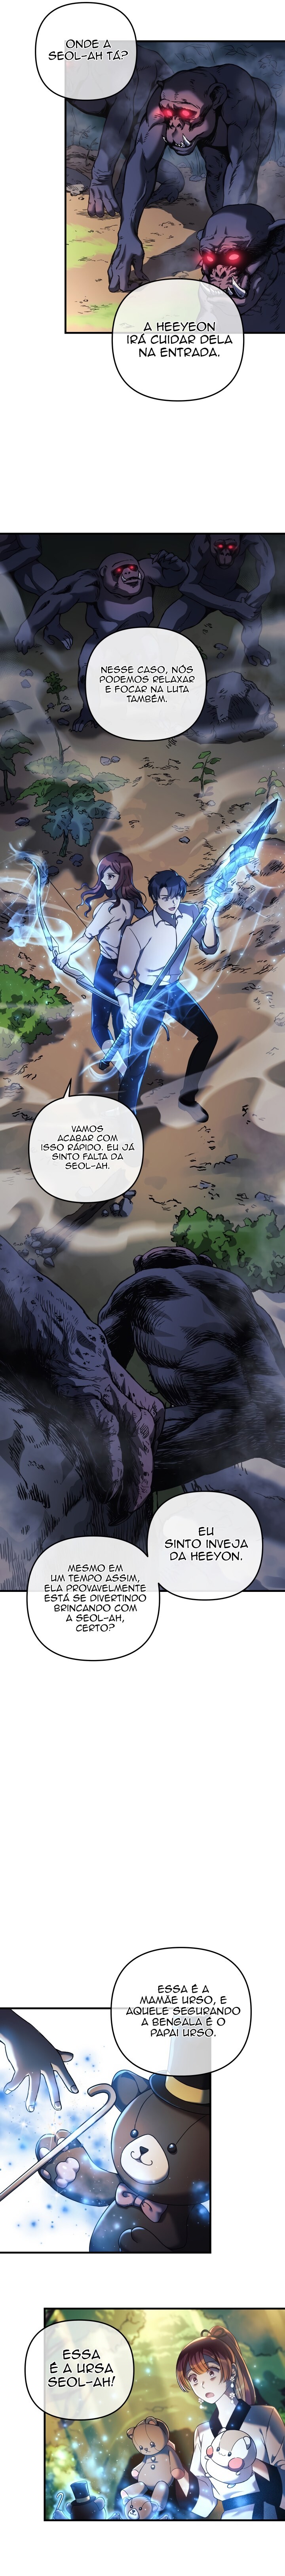 ONDE A
SEOL-AH TÁ?
A HEEYEON
IRÁ CUIDAR DELA
NA ENTRADA.
NESSE CASO, NÓS
PODEMOS RELAXAR
E FOCAR NA LUTA
TAMBÉM.
VAMOS
ACABAR COM
ISSO RÁPIDO. EU JÁ
SINTO FALTA DA
SEOL-AH.
EU
SINTO INVEJA
DA HEEYON.
MESMO EM
UM TEMPO ASSIM,
ELA PROVAVELMENTE
ESTÁ SE DIVERTINDO
BRINCANDO COM
A SEOL-AH,
CERTO?
ESSA É A
MAMÃE URSO, E
AQUELE SEGURANDO
A BENGALA É O
PAPAI URSO.
ESSA
É A URSA
SEOL-AH!